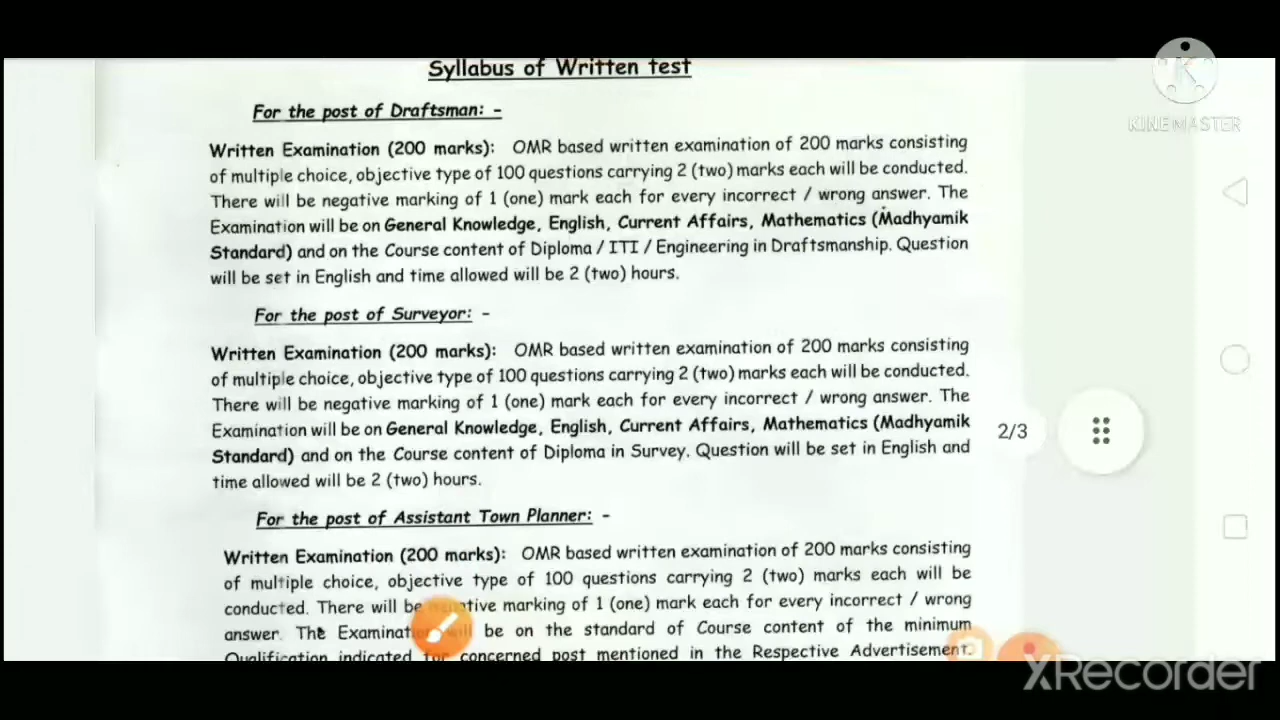 Syllabus of Written test
KINEMASTER
For the post of Draftsman: -
Written Examination (200 marks): OMR based written examination of 200 marks consisting
of multiple choice, objective type of 100 questions carrying 2 (two) marks each will be conducted.
There will be negative marking of 1 (one) mark each for every incorrect / wrong answer. The
Examination will be on General Knowledge, English, Current Affairs, Mathematics (Madhyamik
Standard) and on the Course content of Diploma / ITI / Engineering in Draftsmanship. Question
will be set in English and time allowed will be 2 (two) hours.
For the post of Surveyor: -
Written Examination (200 marks): OMR based written examination of 200 marks consisting
of multiple choice, objective type of 100 questions carrying 2 (two) marks each will be conducted.
There will be negative marking of 1 (one) mark each for every incorrect / wrong answer. The
Examination will be on General Knowledge, English, Current Affairs, Mathematics (Madhyamik
Standard) and on the Course content of Diploma in Survey. Question will be set in English and
time allowed will be 2 (two) hours.
2/3
For the post of Assistant Town Planner: -
Written Examination (200 marks): OMR based written examination of 200 marks consisting
of multiple choice, objective type of 100 questions carrying 2 (two) marks each will be
conducted. There will be negative marking of 1 (one) mark each for every incorrect / wrong
answer. The Examination will be on the standard of Course content of the minimum
Qualification indicated for concerned post mentioned in the Respective Advertisement.
XRecorder